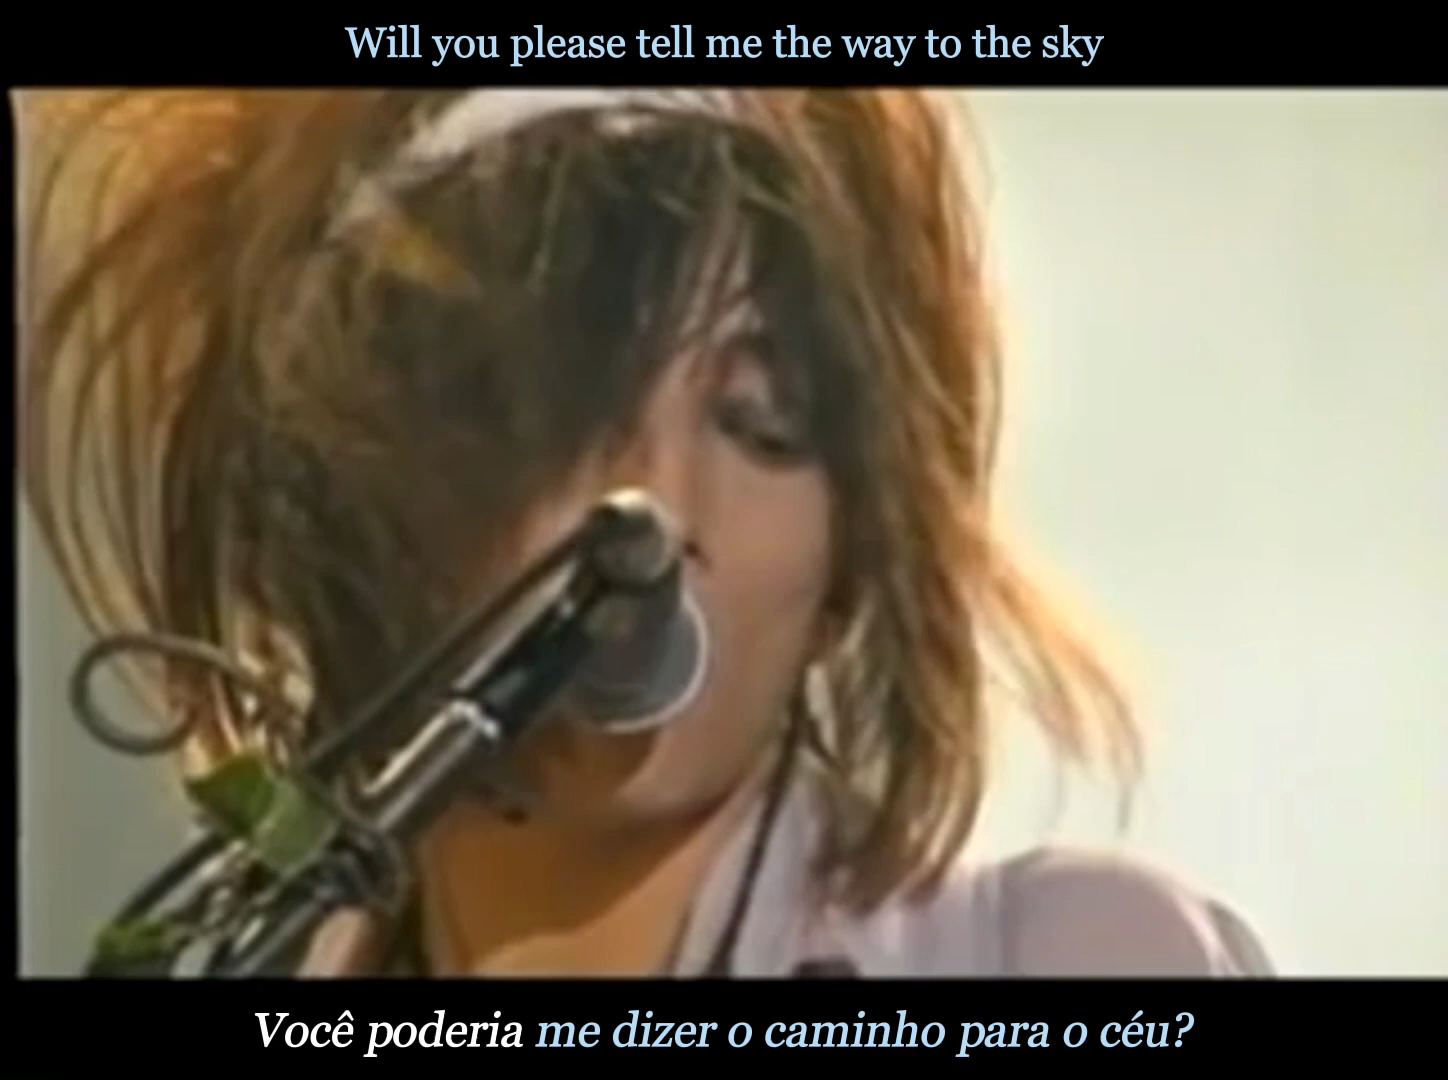 Will you please tell me the way to the sky
Você poderia me dizer o caminho para o céu?